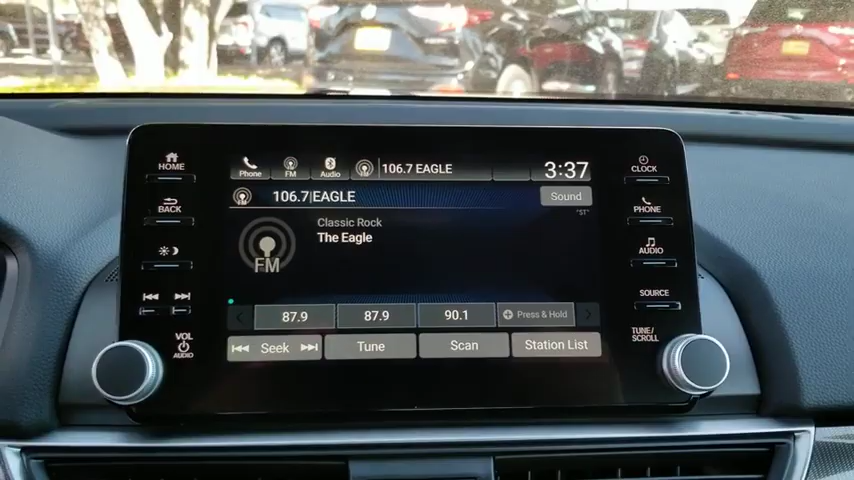 HOME
BACK
VOL
AUDIO
Phone
FM
Audio
106.7 EAGLE
3:37
106.7|EAGLE
Sound
"ST"
Classic Rock
The Eagle
FM
87.9
87.9
90.1
Press & Hold
Seek
Tune
Scan
Station List
CLOCK
PHONE
AUDIO
SOURCE
TUNE/
SCROLL